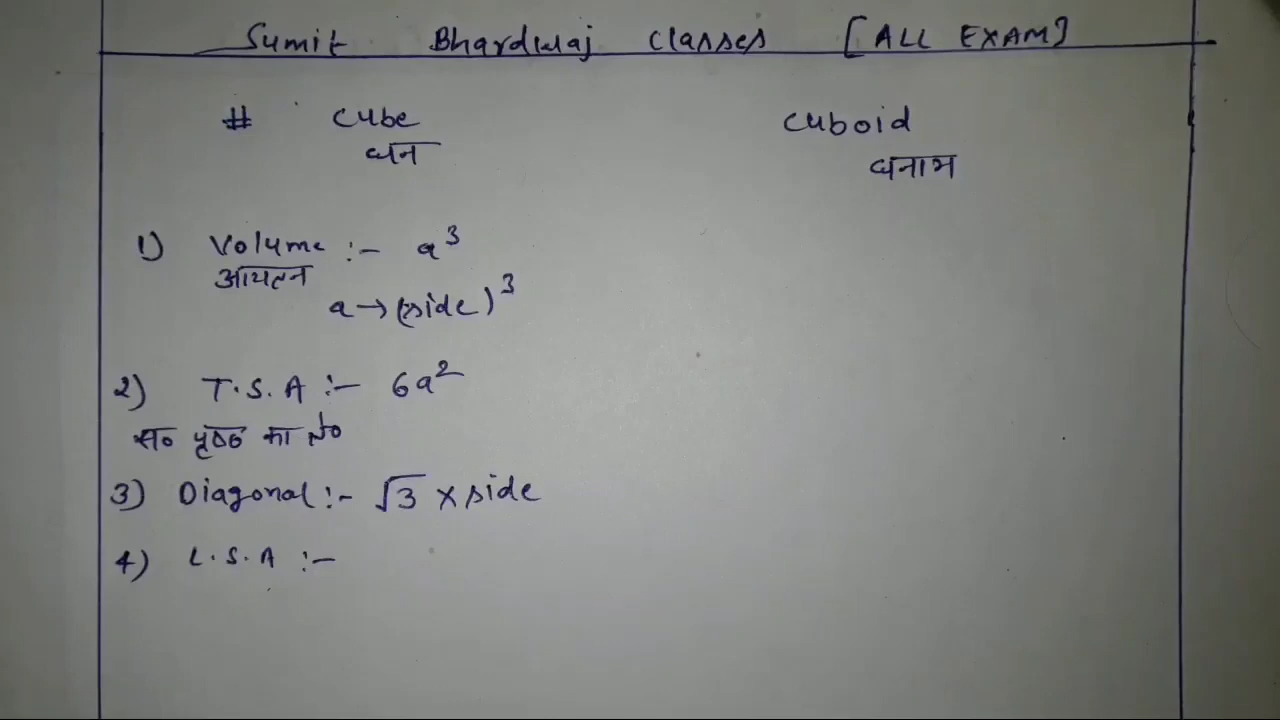 Sumit Bhardwaj Classes [ALL EXAM]
# Cube Cuboid
घन घनाभ
1) Volume :- a³
आयतन
a → (side)³
2) T.S.A :- 6a²
स० पृष्ठ का क्षे०
3) Diagonal :- √3 × side
4) L.S.A :-